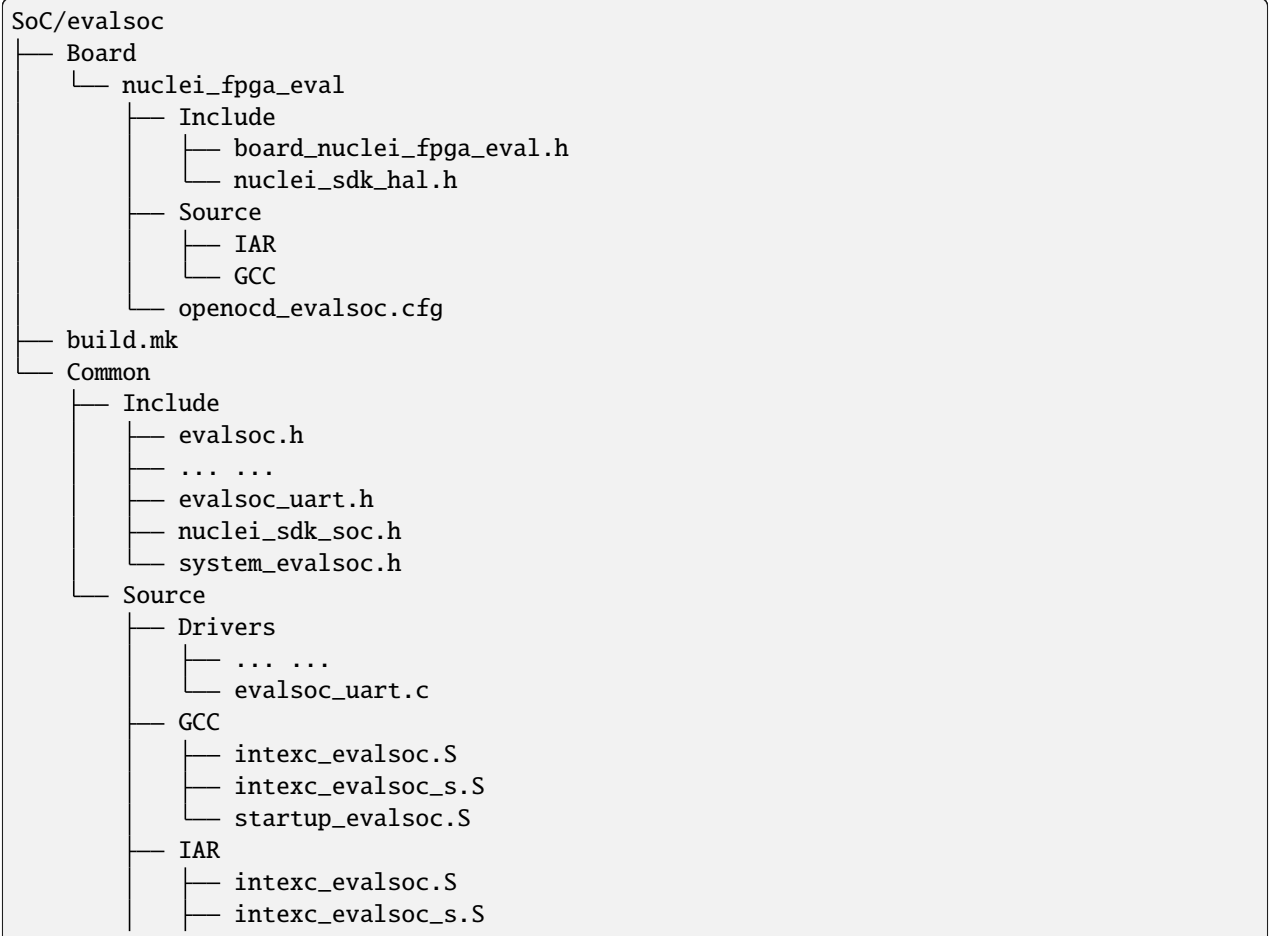 SoC/evalsoc
├── Board
│   └── nuclei_fpga_eval
│       ├── Include
│       │   ├── board_nuclei_fpga_eval.h
│       │   └── nuclei_sdk_hal.h
│       ├── Source
│       │   ├── IAR
│       │   └── GCC
│       └── openocd_evalsoc.cfg
├── build.mk
└── Common
    ├── Include
    │   ├── evalsoc.h
    │   ├── ... ...
    │   ├── evalsoc_uart.h
    │   ├── nuclei_sdk_soc.h
    │   └── system_evalsoc.h
    └── Source
        ├── Drivers
        │   ├── ... ...
        │   └── evalsoc_uart.c
        ├── GCC
        │   ├── intexc_evalsoc.S
        │   ├── intexc_evalsoc_s.S
        │   └── startup_evalsoc.S
        ├── IAR
        │   ├── intexc_evalsoc.S
        │   ├── intexc_evalsoc_s.S